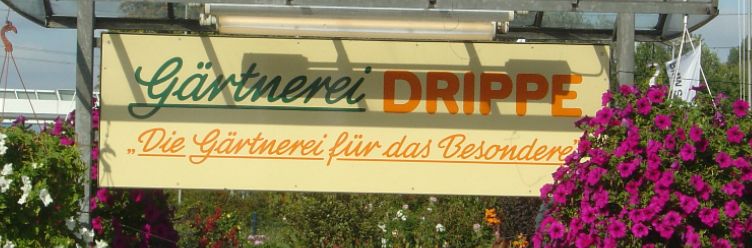 Gärtnerei DRIPPE
„Die Gärtnerei für das Besondere"